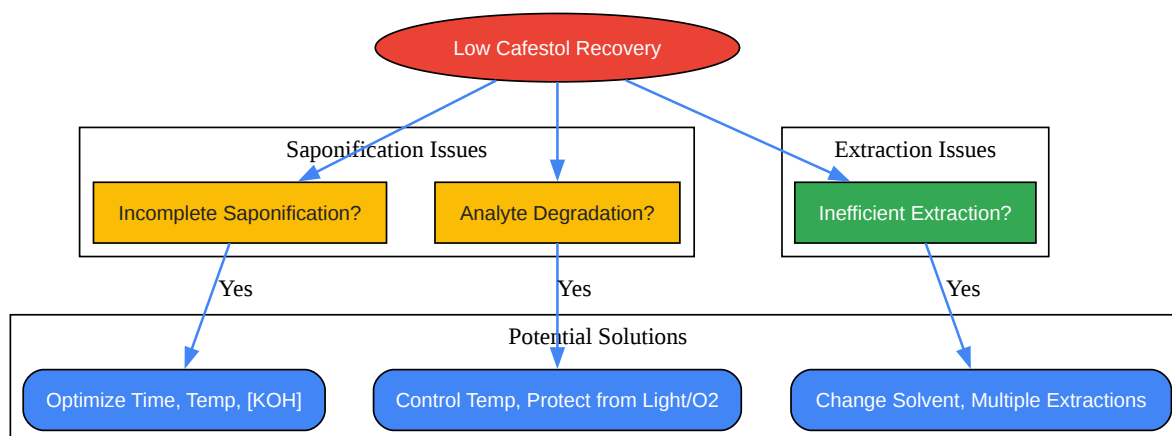 Low Cafestol Recovery
Saponification Issues
Extraction Issues
Incomplete Saponification?
Analyte Degradation?
Inefficient Extraction?
Yes
Yes
Yes
Potential Solutions
Optimize Time, Temp, [KOH]
Control Temp, Protect from Light/O2
Change Solvent, Multiple Extractions